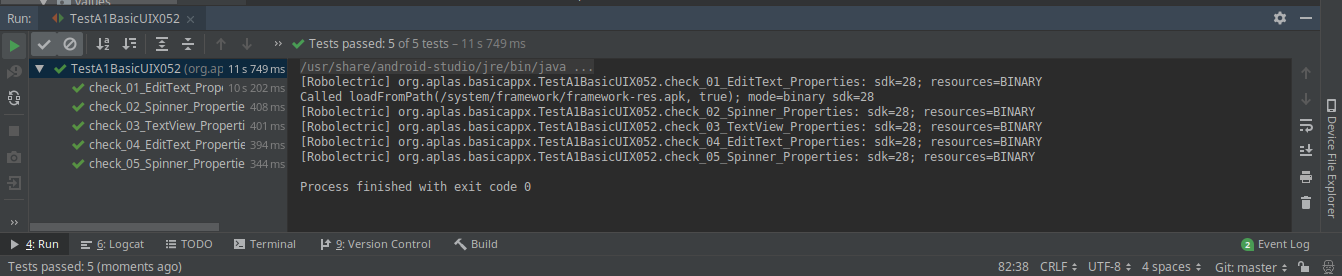 values
Run: TestA1BasicUIX052
Tests passed: 5 of 5 tests – 11 s 749 ms
TestA1BasicUIX052 (org.ap 11 s 749 ms
check_01_EditText_Prope 10 s 202 ms
check_02_Spinner_Propertie 408 ms
check_03_TextView_Properti 401 ms
check_04_EditText_Propertie 394 ms
check_05_Spinner_Propertie 344 ms
/usr/share/android-studio/jre/bin/java ...
[Robolectric] org.aplas.basicappx.TestA1BasicUIX052.check_01_EditText_Properties: sdk=28; resources=BINARY
Called loadFromPath(/system/framework/framework-res.apk, true); mode=binary sdk=28
[Robolectric] org.aplas.basicappx.TestA1BasicUIX052.check_02_Spinner_Properties: sdk=28; resources=BINARY
[Robolectric] org.aplas.basicappx.TestA1BasicUIX052.check_03_TextView_Properties: sdk=28; resources=BINARY
[Robolectric] org.aplas.basicappx.TestA1BasicUIX052.check_04_EditText_Properties: sdk=28; resources=BINARY
[Robolectric] org.aplas.basicappx.TestA1BasicUIX052.check_05_Spinner_Properties: sdk=28; resources=BINARY
Process finished with exit code 0
Device File Explorer
4: Run 6: Logcat TODO Terminal 9: Version Control Build 2 Event Log
Tests passed: 5 (moments ago) 82:38 CRLF UTF-8 4 spaces Git: master